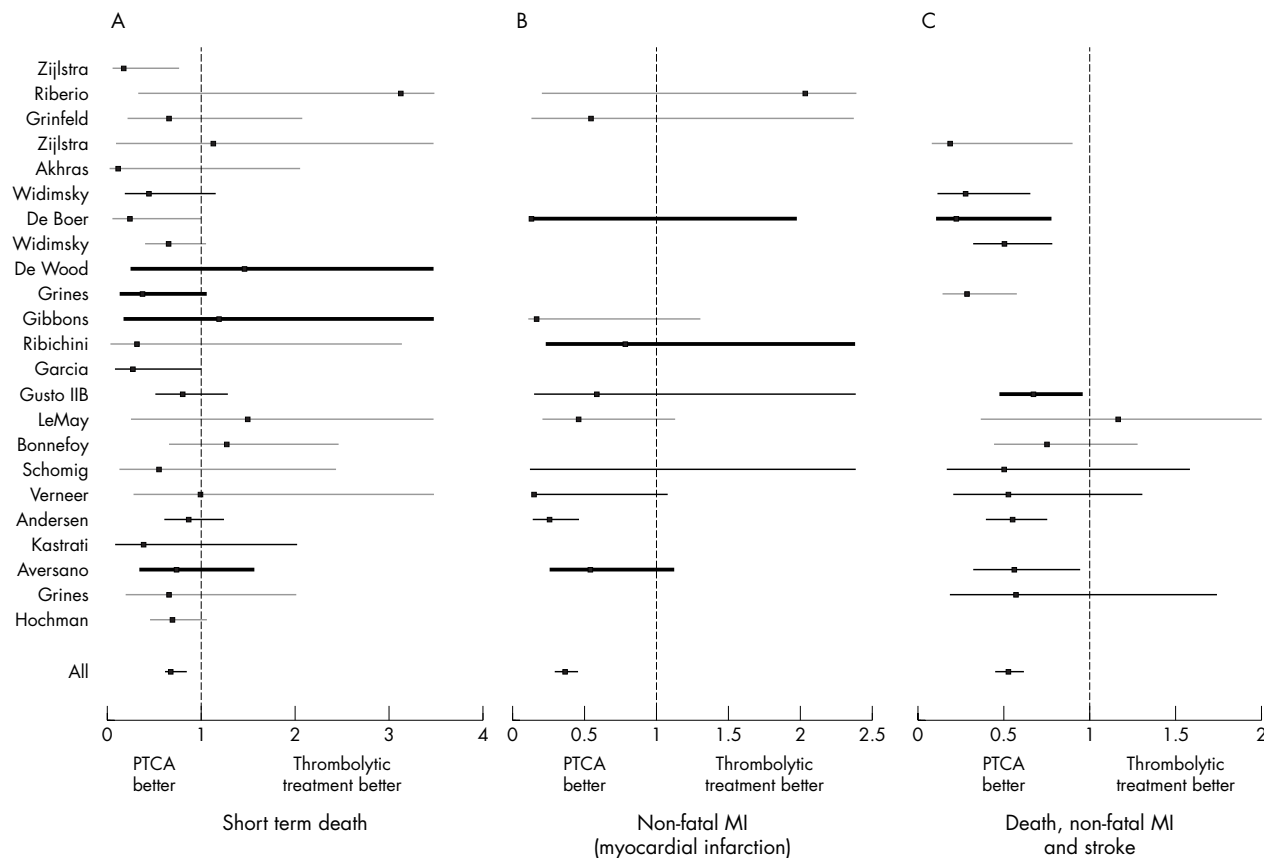 A
B
C
Zijlstra
Riberio
Grinfeld
Zijlstra
Akhras
Widimsky
De Boer
Widimsky
De Wood
Grines
Gibbons
Ribichini
Garcia
Gusto IIB
LeMay
Bonnefoy
Schomig
Verneer
Andersen
Kastrati
Aversano
Grines
Hochman
All
0 1 2 3 4
PTCA
better
Thrombolytic
treatment better
Short term death
0 0.5 1 1.5 2 2.5
PTCA
better
Thrombolytic
treatment better
Non-fatal MI
(myocardial infarction)
0 0.5 1 1.5 2
PTCA
better
Thrombolytic
treatment better
Death, non-fatal MI
and stroke